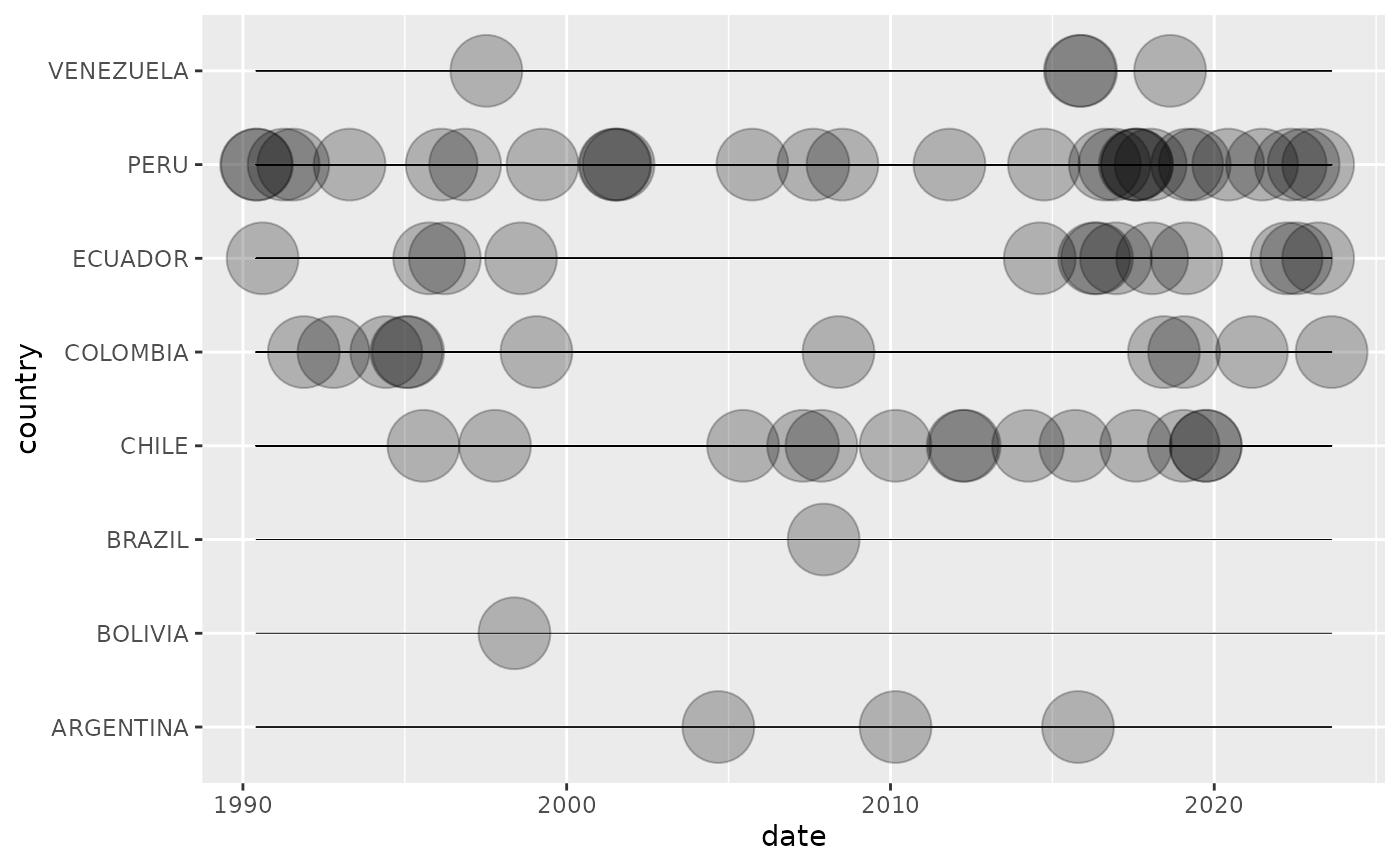 VENEZUELA
PERU
ECUADOR
COLOMBIA
CHILE
BRAZIL
BOLIVIA
ARGENTINA
country
1990 2000 2010 2020
date